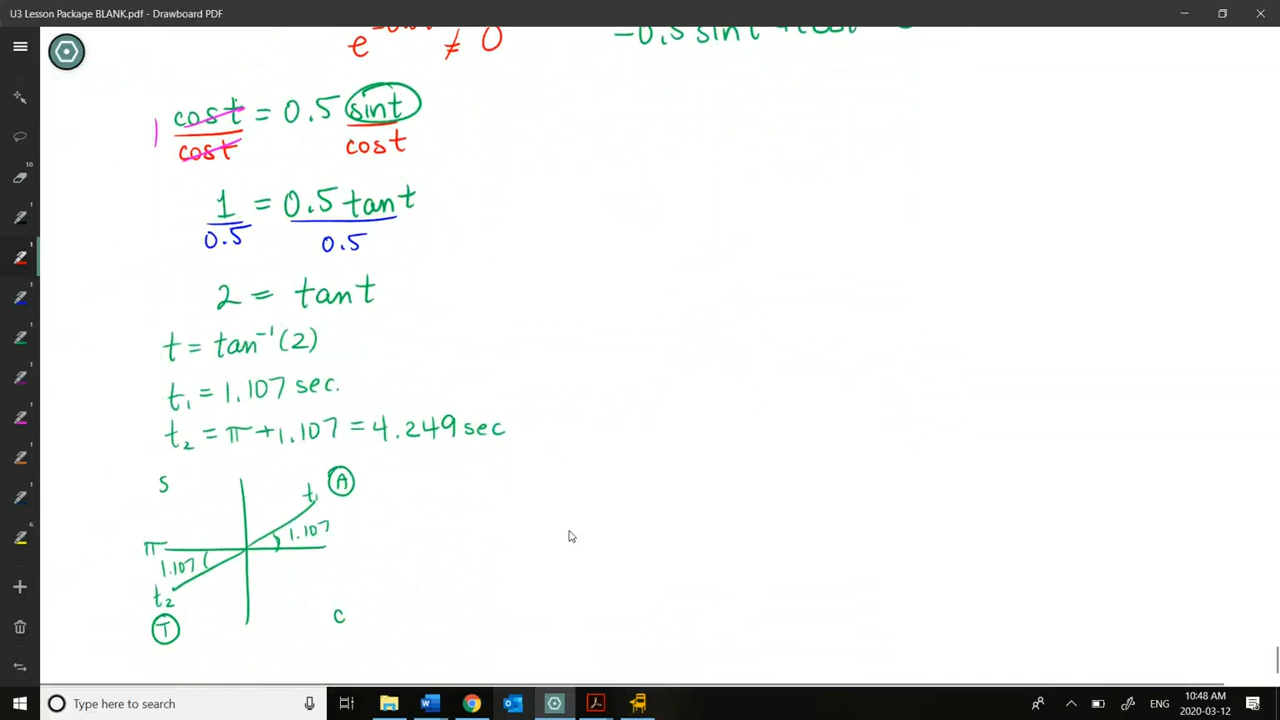 U3 Lesson Package BLANK.pdf - Drawboard PDF
≠ 0
cost = 0.5 sint
1 cost cost
1 = 0.5 tant
0.5 0.5
2 = tant
t = tan⁻¹(2)
t₁ = 1.107 sec.
t₂ = π + 1.107 = 4.249 sec
S t₁ A
1.107
π
1.107
t₂
T C
Type here to search
ENG
10:48 AM
2020-03-12